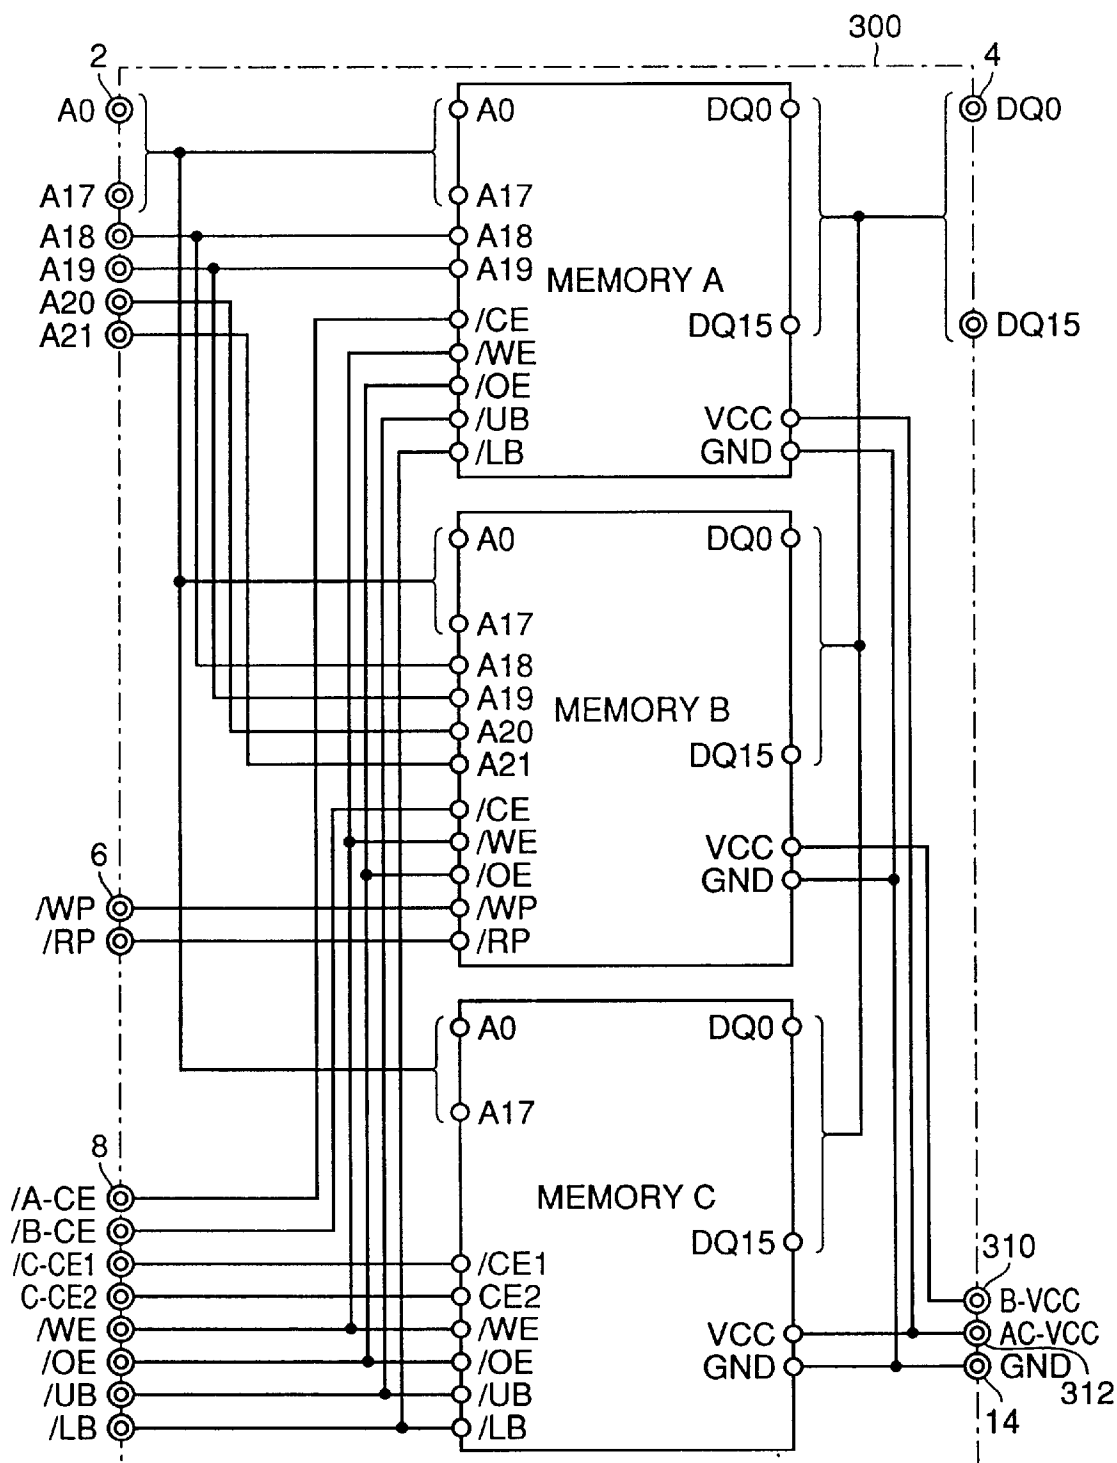 300
2
4
A0
A17
A18
A19
A20
A21
A0
A17
A18
A19
/CE
/WE
/OE
/UB
/LB
MEMORY A
DQ0
DQ15
VCC
GND
DQ0
DQ15
A0
A17
A18
A19
A20
A21
/CE
/WE
/OE
/WP
/RP
MEMORY B
DQ0
DQ15
VCC
GND
6
/WP
/RP
A0
A17
MEMORY C
DQ0
DQ15
/CE1
CE2
/WE
/OE
/UB
/LB
VCC
GND
8
/A-CE
/B-CE
/C-CE1
C-CE2
/WE
/OE
/UB
/LB
310
B-VCC
AC-VCC
GND
312
14